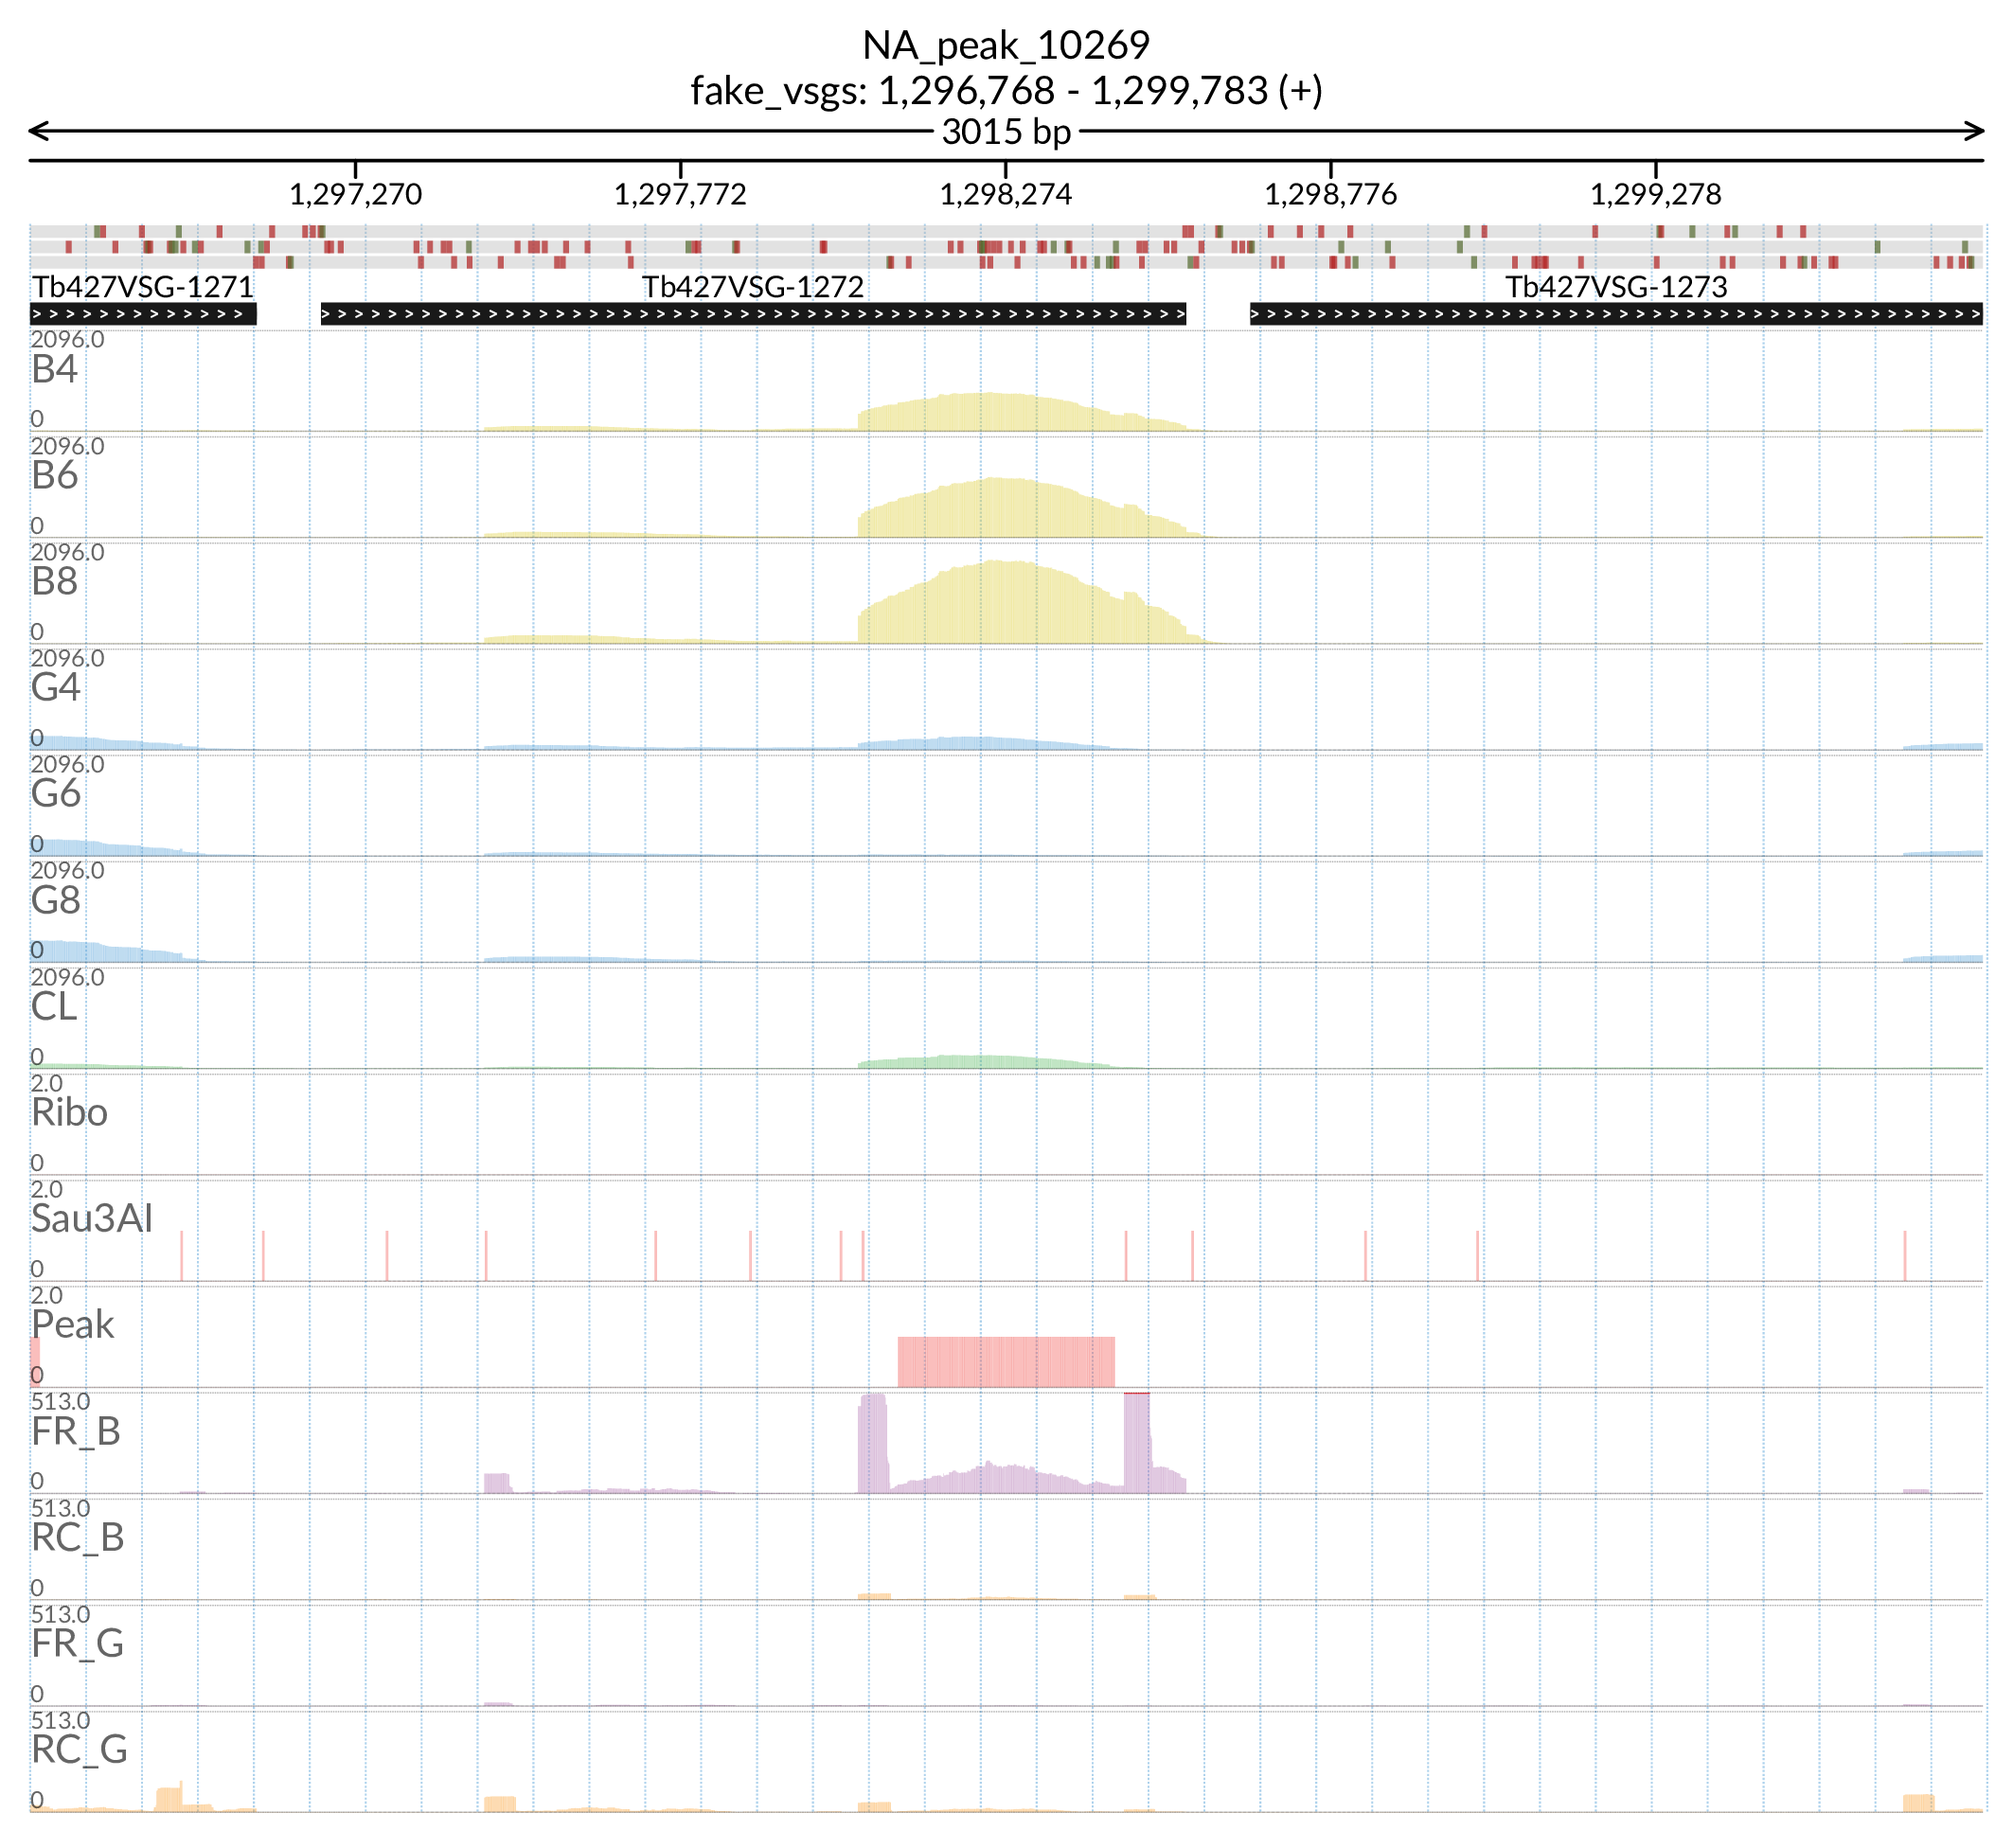 NA_peak_10269
fake_vsgs: 1,296,768 - 1,299,783 (+)
3015 bp
1,297,270 1,297,772 1,298,274 1,298,776 1,299,278
Tb427VSG-1271 Tb427VSG-1272 Tb427VSG-1273
2096.0
B4
0
2096.0
B6
0
2096.0
B8
0
2096.0
G4
0
2096.0
G6
0
2096.0
G8
0
2096.0
CL
0
2.0
Ribo
0
2.0
Sau3AI
0
2.0
Peak
0
513.0
FR_B
0
513.0
RC_B
0
513.0
FR_G
0
513.0
RC_G
0